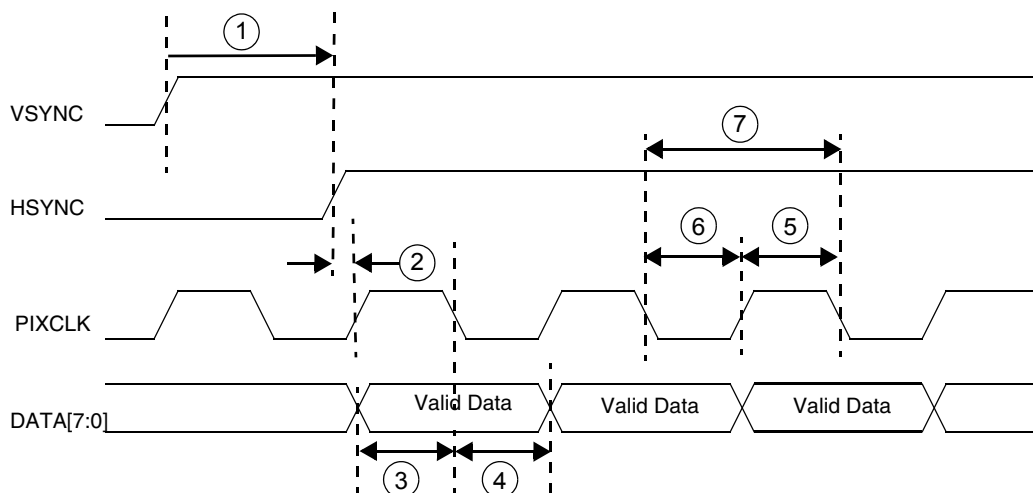 1
VSYNC
7
HSYNC
6
5
2
PIXCLK
Valid Data
Valid Data
Valid Data
DATA[7:0]
3
4